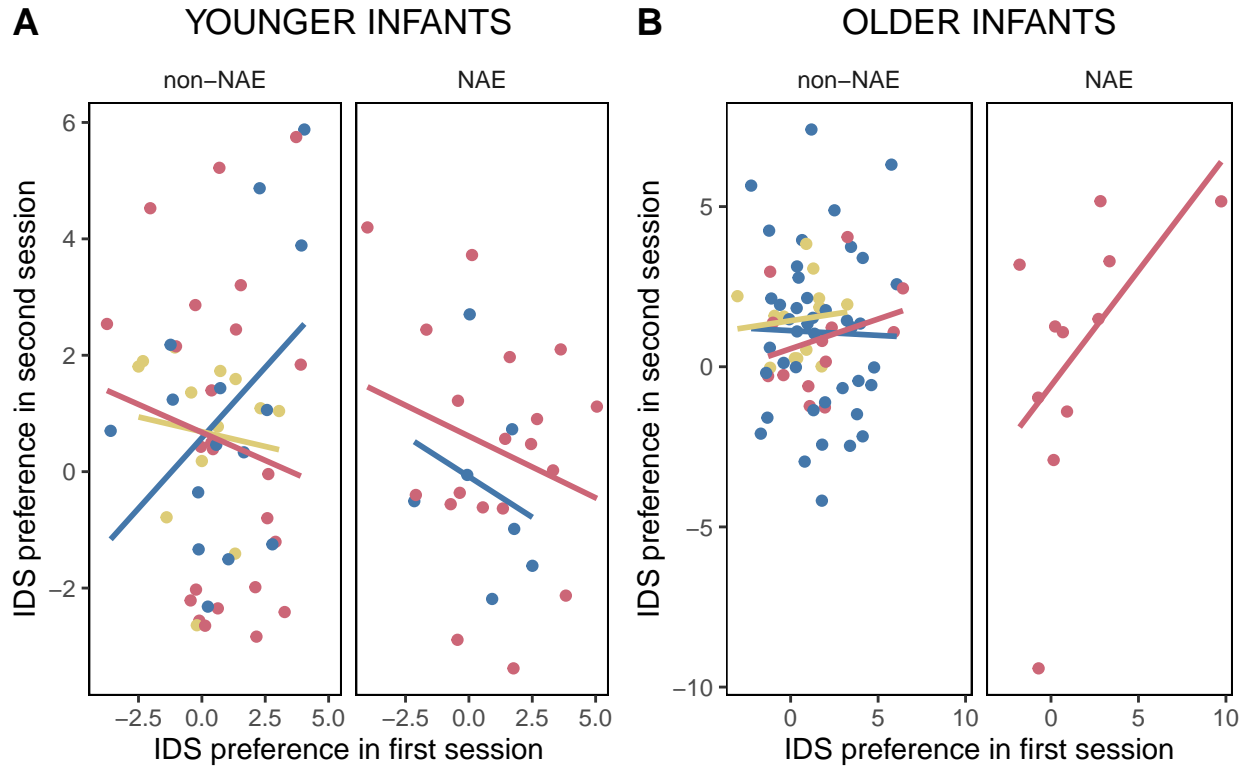 A YOUNGER INFANTS
non−NAE NAE
6
4
2
0
−2
−2.5 0.0 2.5 5.0 −2.5 0.0 2.5 5.0
IDS preference in first session
IDS preference in second session
B OLDER INFANTS
non−NAE NAE
5
0
−5
−10
0 5 10 0 5 10
IDS preference in first session
IDS preference in second session